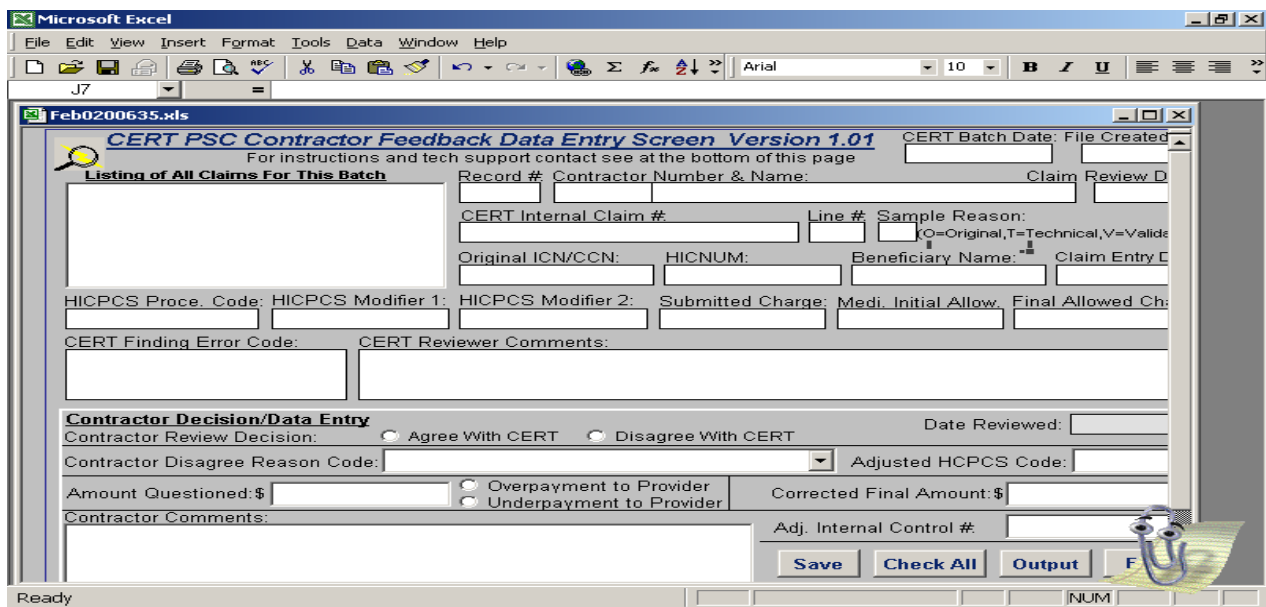 Microsoft Excel
File Edit View Insert Format Tools Data Window Help
ABC Σ f A Z Arial 10 B I U
J7 =
Feb0200635.xls
CERT PSC Contractor Feedback Data Entry Screen Version 1.01 CERT Batch Date: File Created
For instructions and tech support contact see at the bottom of this page
Listing of All Claims For This Batch Record #: Contractor Number & Name: Claim Review D
CERT Internal Claim #: Line #: Sample Reason:
(O=Original,T=Technical,V=Valida
Original ICN/CCN: HICNUM: Beneficiary Name: Claim Entry D
HICPCS Proce. Code: HICPCS Modifier 1: HICPCS Modifier 2: Submitted Charge: Medi. Initial Allow. Final Allowed Ch
CERT Finding Error Code: CERT Reviewer Comments:
Contractor Decision/Data Entry Date Reviewed:
Contractor Review Decision: Agree With CERT Disagree With CERT
Contractor Disagree Reason Code: Adjusted HCPCS Code:
Amount Questioned:$ Overpayment to Provider Corrected Final Amount:$
Underpayment to Provider
Contractor Comments: Adj. Internal Control #:
Save Check All Output F
Ready NUM